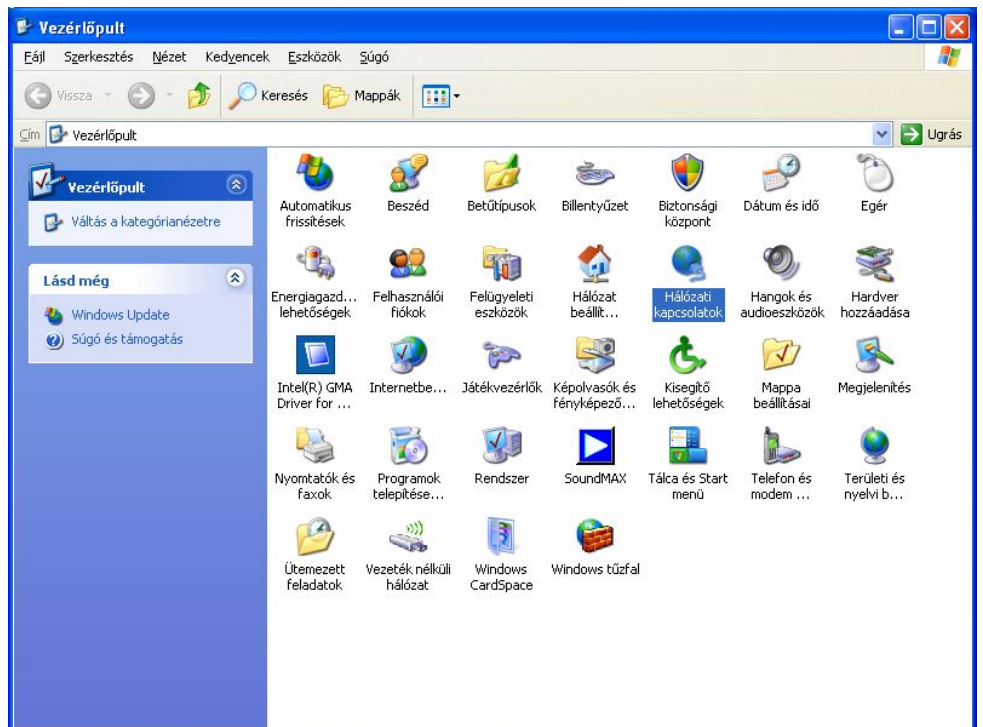 Vezérlőpult
Fájl Szerkesztés Nézet Kedvencek Eszközök Súgó
Vissza Keresés Mappák
Cím Vezérlőpult Ugrás
Vezérlőpult
Váltás a kategórianézetre
Lásd még
Windows Update
Súgó és támogatás
Automatikus frissítések
Beszéd
Betűtípusok
Billentyűzet
Biztonsági központ
Dátum és idő
Egér
Energiagazd... lehetőségek
Felhasználói fiókok
Felügyeleti eszközök
Hálózat beállít...
Hálózati kapcsolatok
Hangok és audioeszközök
Hardver hozzáadása
Intel(R) GMA Driver for ...
Internetbe...
Játékvezérlők
Képolvasók és fényképező...
Kisegítő lehetőségek
Mappa beállításai
Megjelenítés
Nyomtatók és faxok
Programok telepítése...
Rendszer
SoundMAX
Tálca és Start menü
Telefon és modem ...
Területi és nyelvi b...
Ütemezett feladatok
Vezeték nélküli hálózat
Windows CardSpace
Windows tűzfal